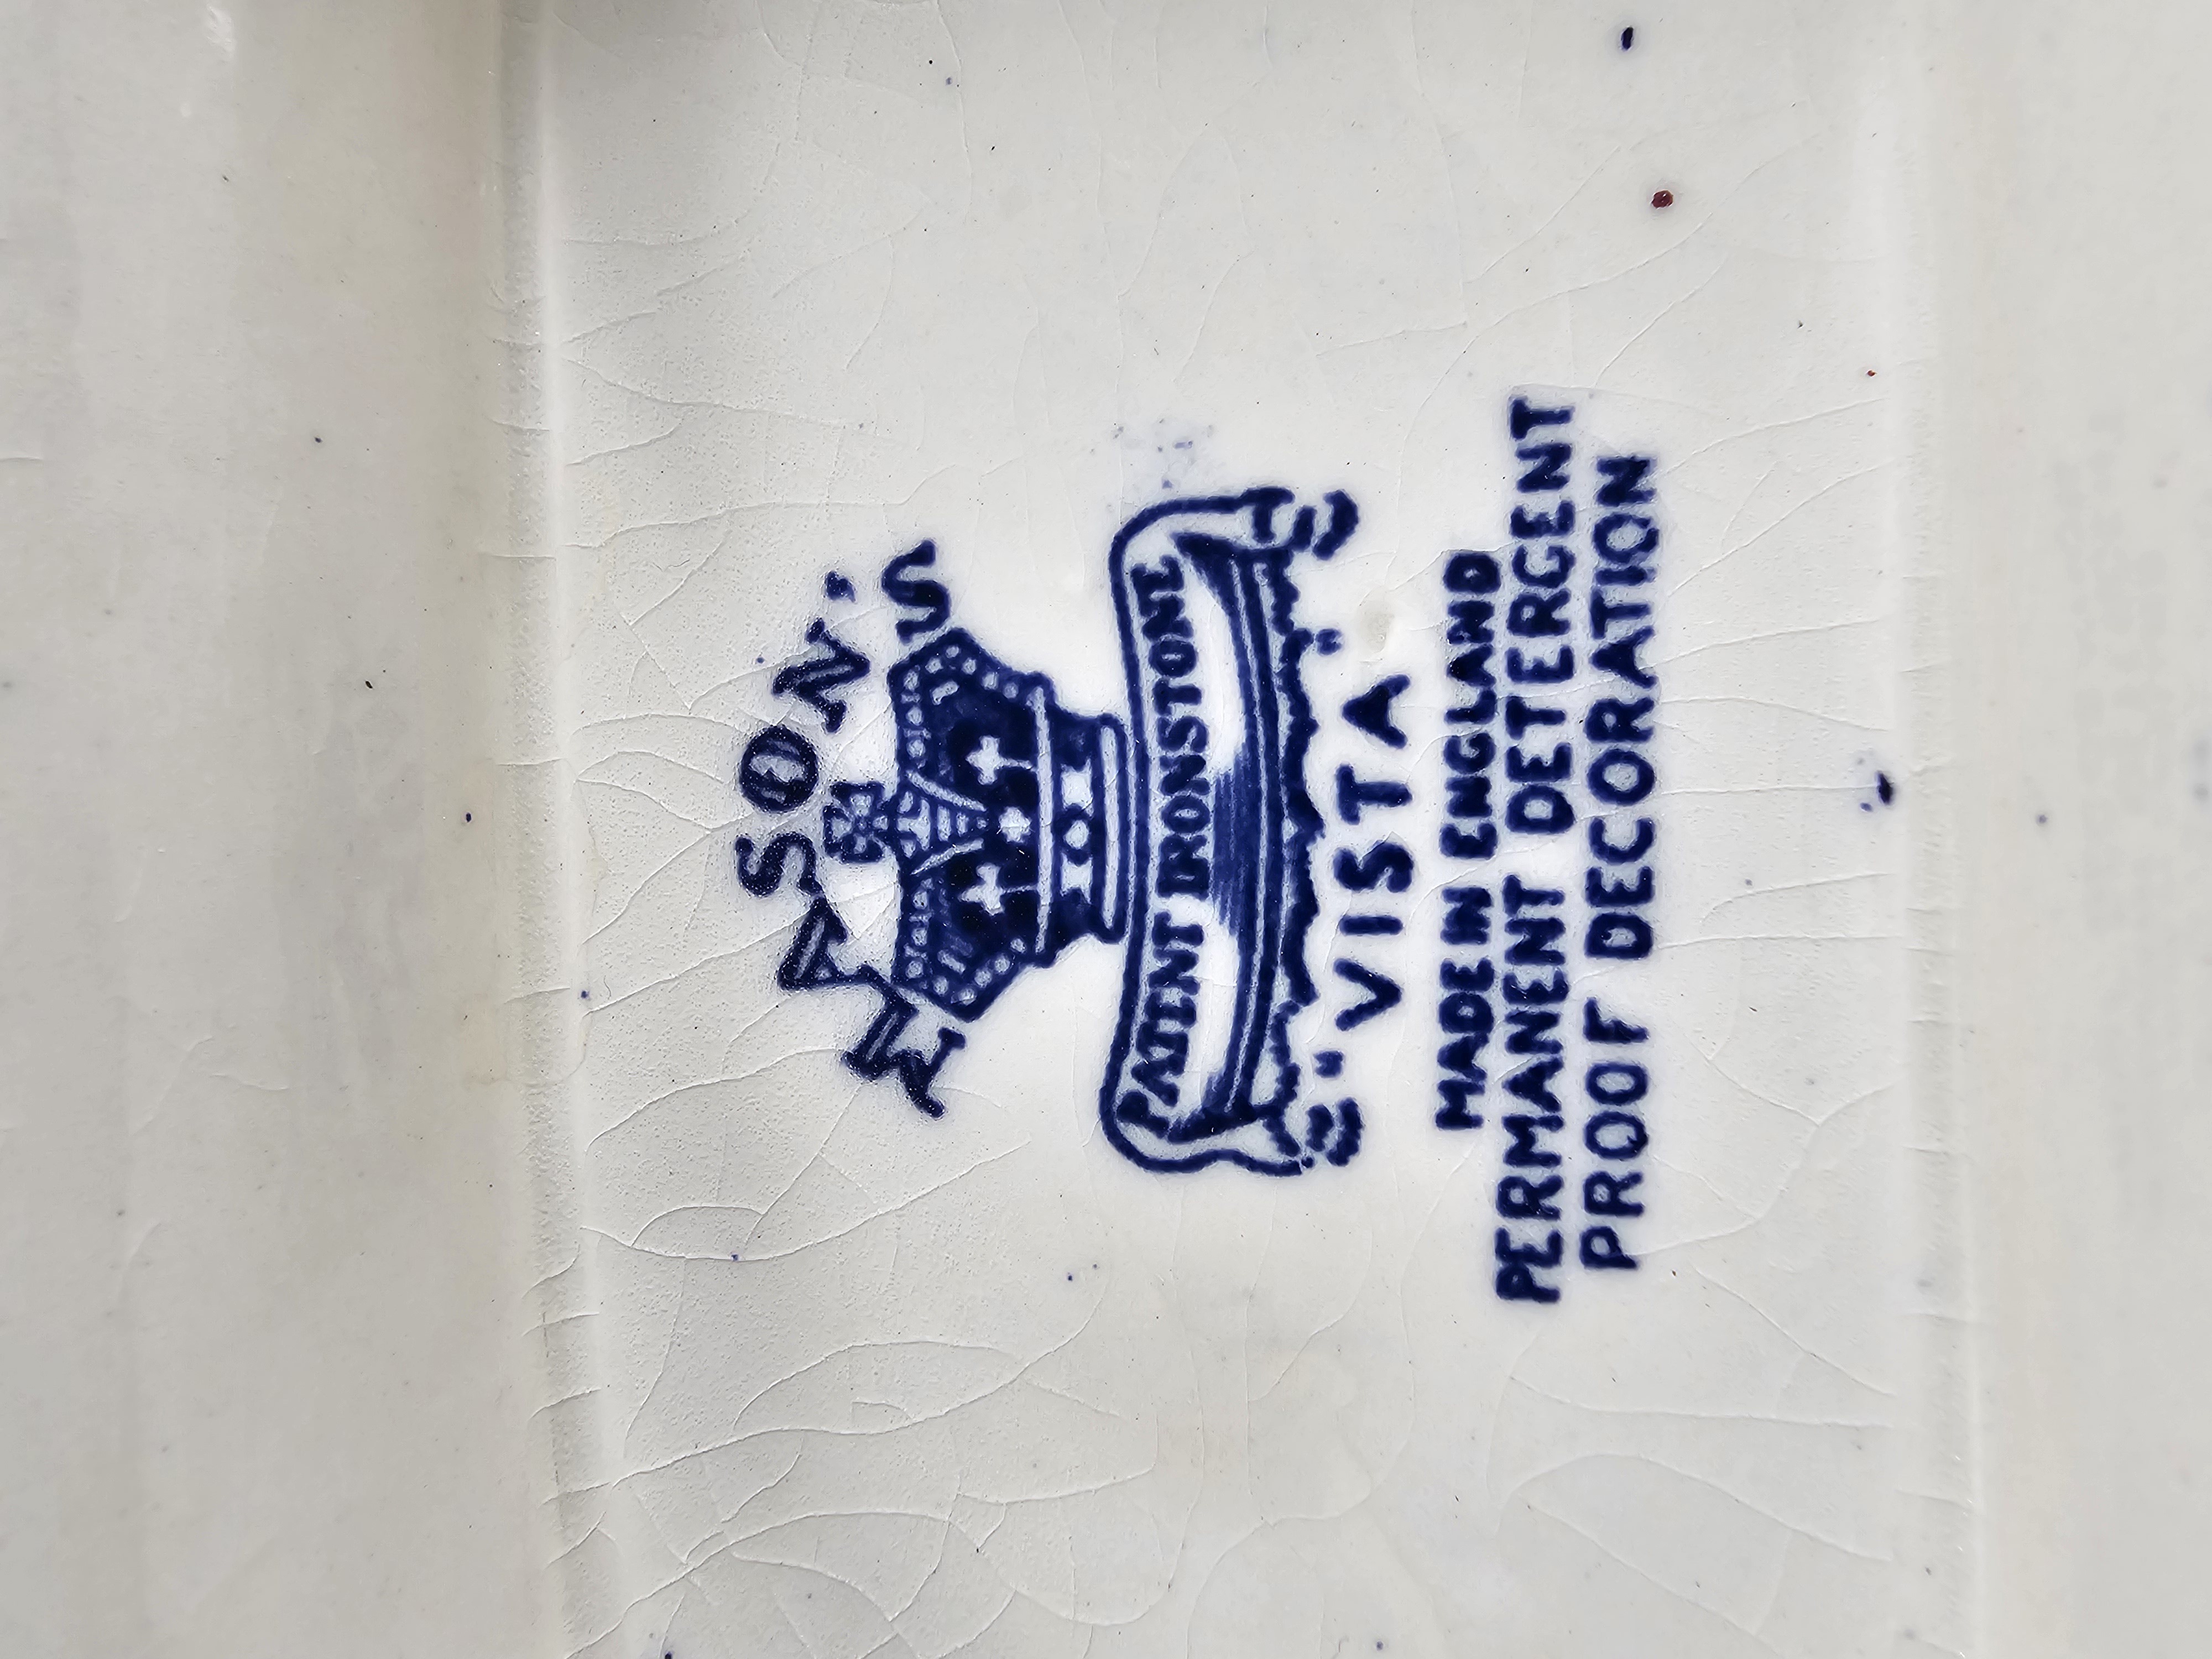 MASON'S
PATENT IRONSTONE
"VISTA"
MADE IN ENGLAND
PERMANENT DETERGENT
PROOF DECORATION